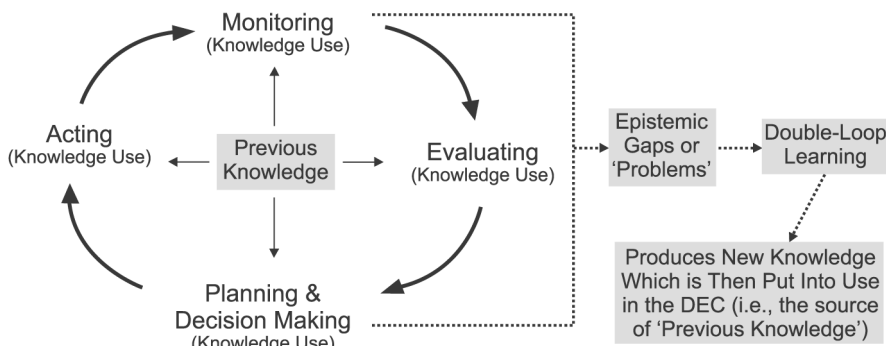 Monitoring
(Knowledge Use)
Acting
(Knowledge Use)
Previous
Knowledge
Evaluating
(Knowledge Use)
Planning &
Decision Making
(Knowledge Use)
Epistemic
Gaps or
‘Problems’
Double-Loop
Learning
Produces New Knowledge
Which is Then Put Into Use
in the DEC (i.e., the source
of ‘Previous Knowledge’)